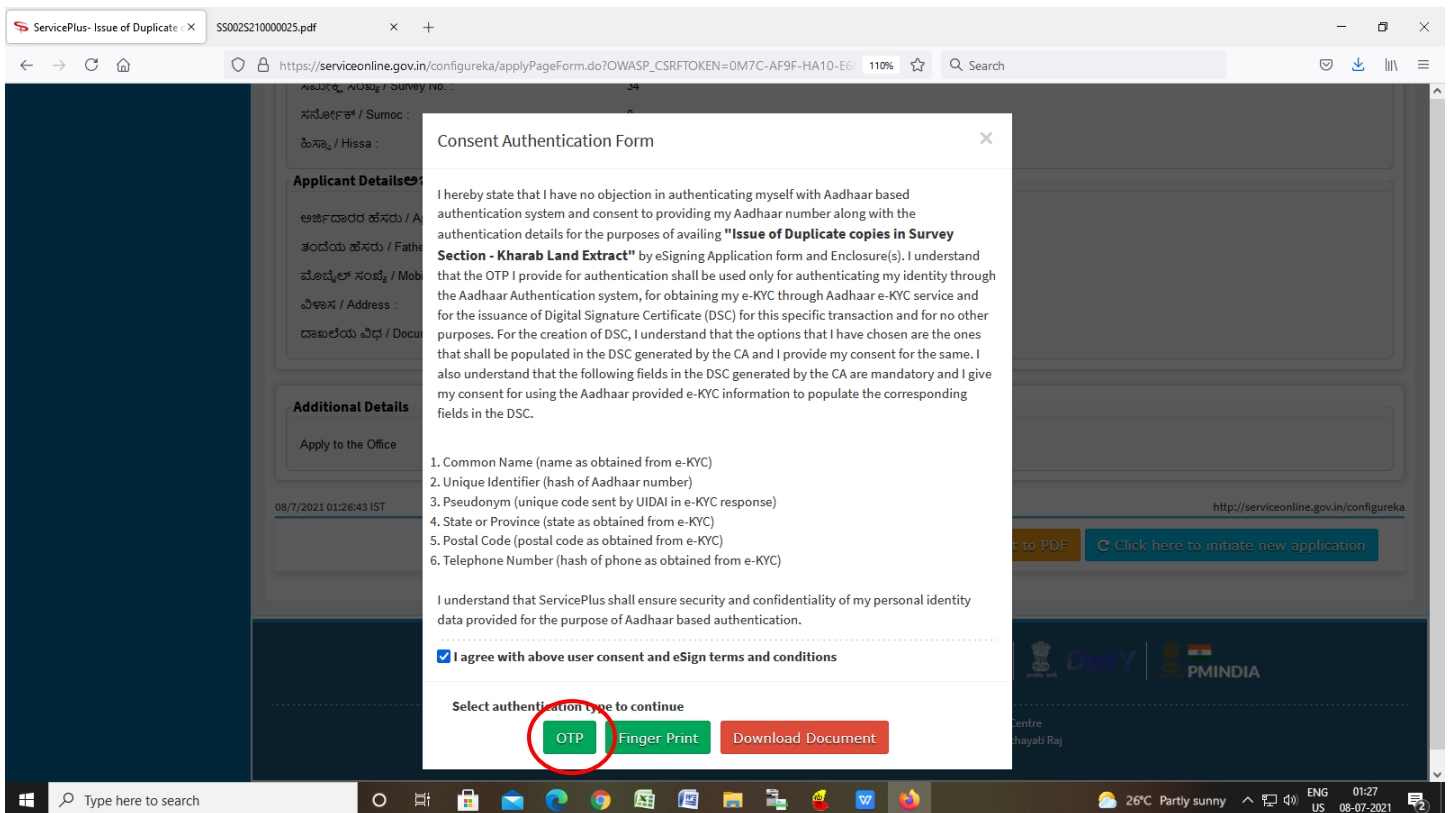 ServicePlus- Issue of Duplicate c
SS002S210000025.pdf
https://serviceonline.gov.in/configureka/applyPageForm.do?OWASP_CSRFTOKEN=0M7C-AF9F-HA10-E6
110%
Search
ಸರ್ವೇಕ್ಷ ಸಂಖ್ಯೆ / Survey No. :
34
ಸರ್ನೋಕ್ / Surnoc :
ಹಿಸ್ಸಾ / Hissa :
Consent Authentication Form
Applicant Details
ಅರ್ಜಿದಾರರ ಹೆಸರು /
ತಂದೆಯ ಹೆಸರು / Fathe
ಮೊಬೈಲ್ ಸಂಖ್ಯೆ / Mobi
ವಿಳಾಸ / Address :
ದಾಖಲೆಯ ವಿಧ / Docu
I hereby state that I have no objection in authenticating myself with Aadhaar based
authentication system and consent to providing my Aadhaar number along with the
authentication details for the purposes of availing "Issue of Duplicate copies in Survey
Section - Kharab Land Extract" by eSigning Application form and Enclosure(s). I understand
that the OTP I provide for authentication shall be used only for authenticating my identity through
the Aadhaar Authentication system, for obtaining my e-KYC through Aadhaar e-KYC service and
for the issuance of Digital Signature Certificate (DSC) for this specific transaction and for no other
purposes. For the creation of DSC, I understand that the options that I have chosen are the ones
that shall be populated in the DSC generated by the CA and I provide my consent for the same. I
also understand that the following fields in the DSC generated by the CA are mandatory and I give
my consent for using the Aadhaar provided e-KYC information to populate the corresponding
fields in the DSC.
Additional Details
Apply to the Office
1. Common Name (name as obtained from e-KYC)
2. Unique Identifier (hash of Aadhaar number)
3. Pseudonym (unique code sent by UIDAI in e-KYC response)
4. State or Province (state as obtained from e-KYC)
5. Postal Code (postal code as obtained from e-KYC)
6. Telephone Number (hash of phone as obtained from e-KYC)
08/7/2021 01:26:43 IST
http://serviceonline.gov.in/configureka
t to PDF
Click here to initiate new application
I understand that ServicePlus shall ensure security and confidentiality of my personal identity
data provided for the purpose of Aadhaar based authentication.
I agree with above user consent and eSign terms and conditions
DeitY
PMINDIA
Select authentication type to continue
OTP
Finger Print
Download Document
Centre
chayati Raj
Type here to search
26°C Partly sunny
ENG
US
01:27
08-07-2021
2